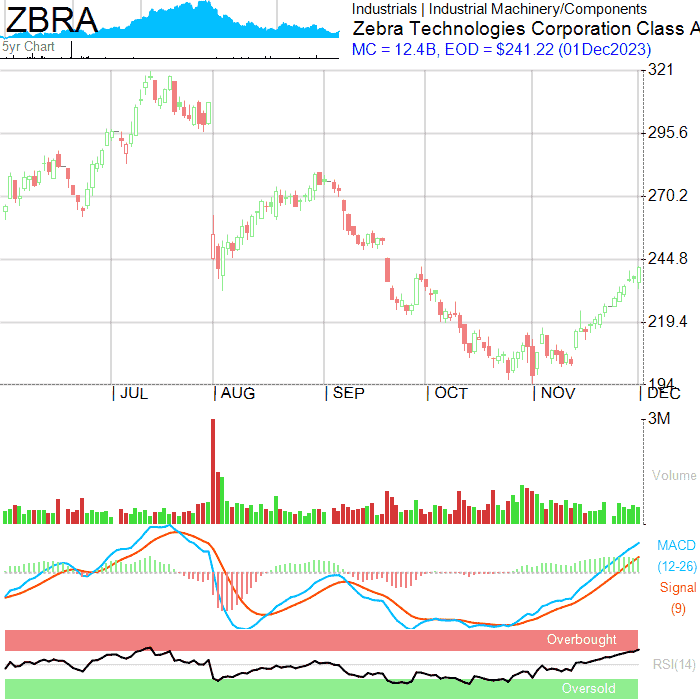 ZBRA
5yr Chart
Industrials | Industrial Machinery/Components
Zebra Technologies Corporation Class A
MC = 12.4B, EOD = $241.22 (01Dec2023)
321
295.6
270.2
244.8
219.4
194
| JUL | AUG | SEP | OCT | NOV | DEC
3M
Volume
MACD
(12-26)
Signal
(9)
Overbought
RSI(14)
Oversold